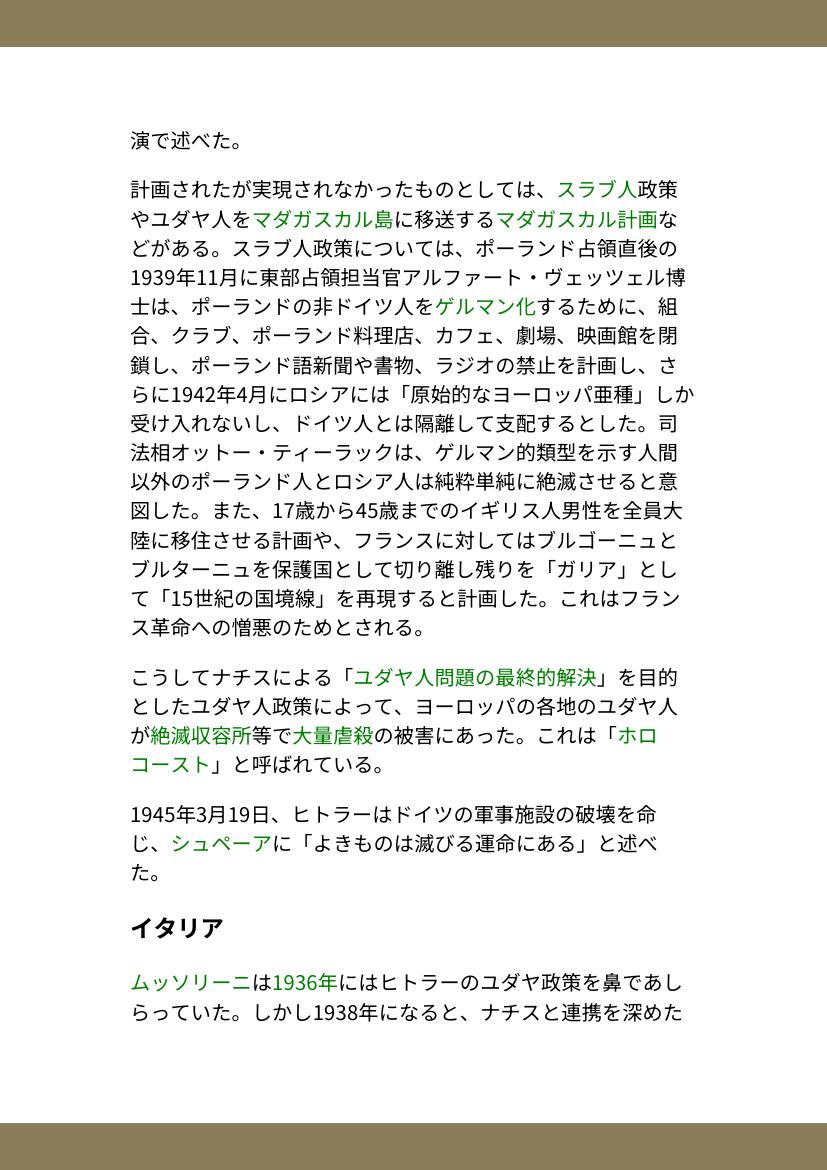 演で述べた。
計画されたが実現されなかったものとしては、スラブ人政策
やユダヤ人をマダガスカル島に移送するマダガスカル計画な
どがある。スラブ人政策については、ポーランド占領直後の
1939年11月に東部占領担当官アルファート・ヴェッツェル博
士は、ポーランドの非ドイツ人をゲルマン化するために、組
合、クラブ、ポーランド料理店、カフェ、劇場、映画館を閉
鎖し、ポーランド語新聞や書物、ラジオの禁止を計画し、さ
らに1942年4月にロシアには「原始的なヨーロッパ亜種」しか
受け入れないし、ドイツ人とは隔離して支配するとした。司
法相オットー・ティーラックは、ゲルマン的類型を示す人間
以外のポーランド人とロシア人は純粋単純に絶滅させると意
図した。また、17歳から45歳までのイギリス人男性を全員大
陸に移住させる計画や、フランスに対してはブルゴーニュと
ブルターニュを保護国として切り離し残りを「ガリア」とし
て「15世紀の国境線」を再現すると計画した。これはフラン
ス革命への憎悪のためとされる。
こうしてナチスによる「ユダヤ人問題の最終的解決」を目的
としたユダヤ人政策によって、ヨーロッパの各地のユダヤ人
が絶滅収容所等で大量虐殺の被害にあった。これは「ホロ
コースト」と呼ばれている。
1945年3月19日、ヒトラーはドイツの軍事施設の破壊を命
じ、シュペーアに「よきものは滅びる運命にある」と述べ
た。
イタリア
ムッソリーニは1936年にはヒトラーのユダヤ政策を鼻であし
らっていた。しかし1938年になると、ナチスと連携を深めた